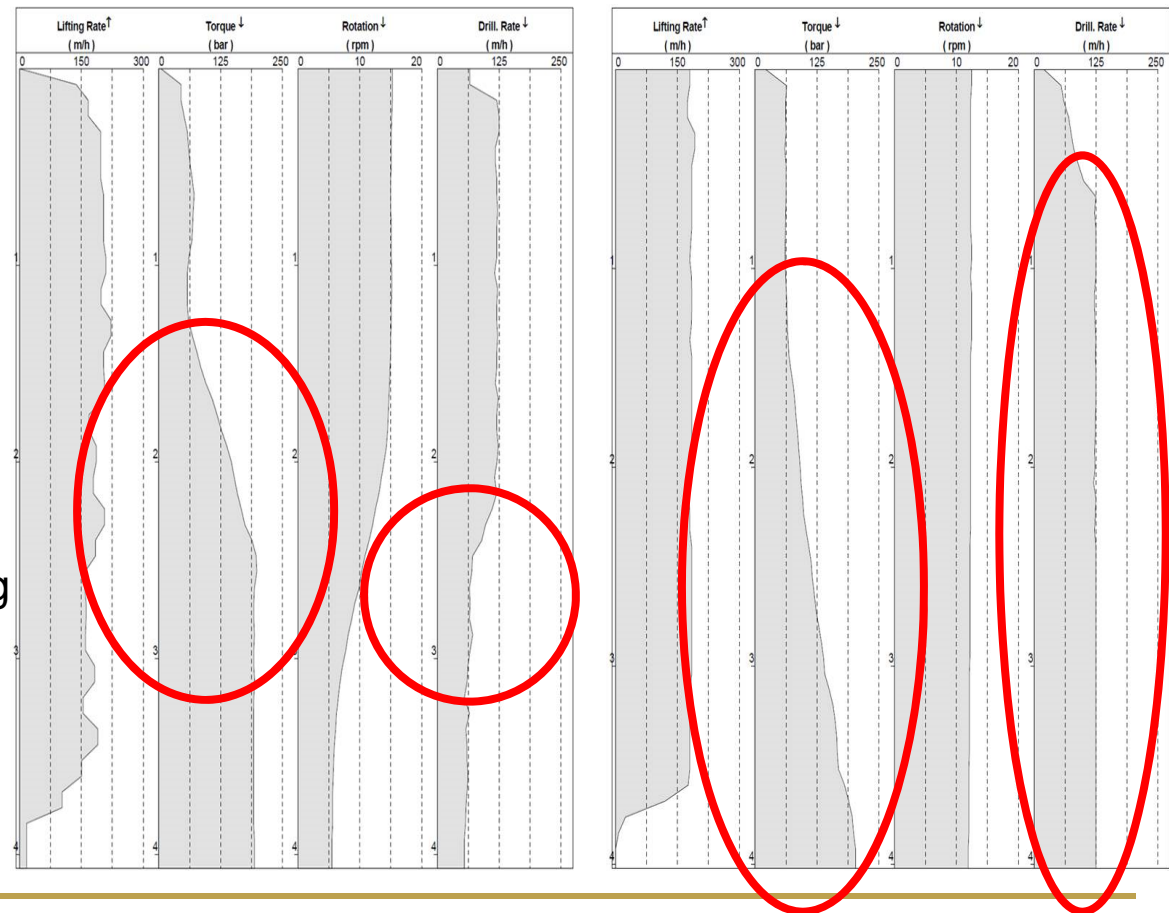 Lifting Rate↑ Torque ↓ Rotation ↓ Drill. Rate ↓
( m/h ) ( bar ) ( rpm ) ( m/h )
0 150 300 0 125 250 0 10 20 0 125 250
1 1 1 1
2 2 2 2
3 3 3
4 4 4 4
Lifting Rate↑ Torque ↓ Rotation ↓ Drill. Rate ↓
( m/h ) ( bar ) ( rpm ) ( m/h )
0 150 300 0 125 250 0 10 20 0 125 250
1 1 1 1
2 2 2 2
3 3 3 3
4 4 4 4
g